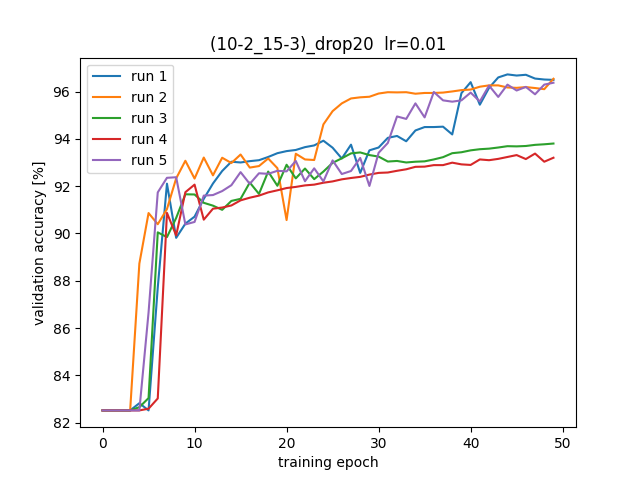 (10-2_15-3)_drop20  lr=0.01
run 1
run 2
run 3
run 4
run 5
validation accuracy [%]
96
94
92
90
88
86
84
82
0 10 20 30 40 50
training epoch